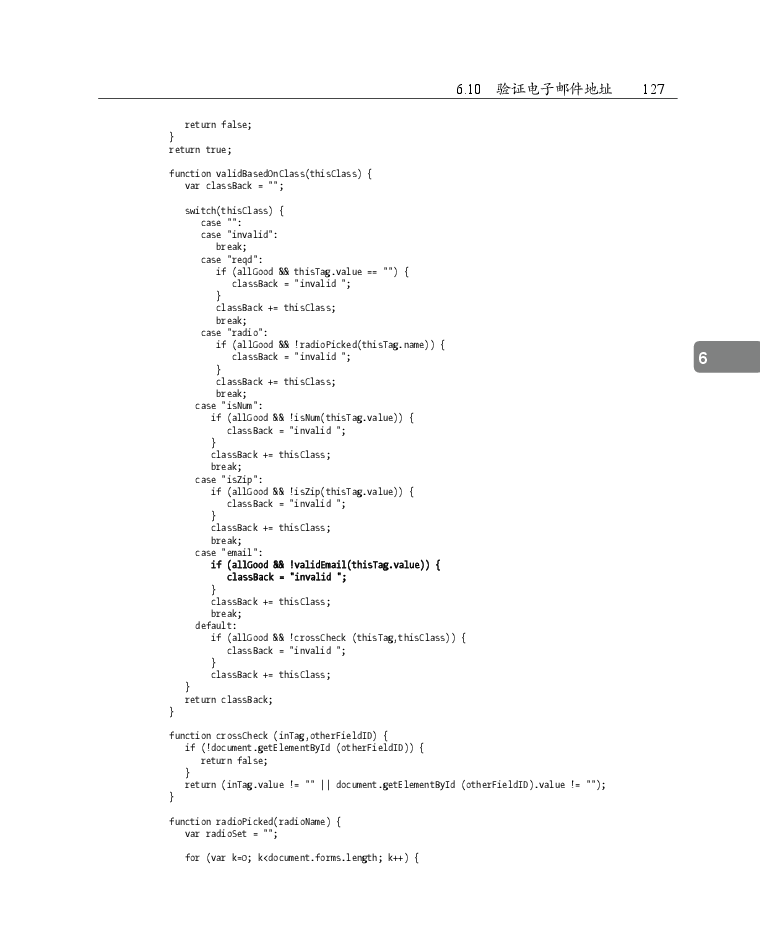 6.10 验证电子邮件地址 127
return false;
}
return true;
function validBasedOnClass(thisClass) {
var classBack = "";
switch(thisClass) {
case "":
case "invalid":
break;
case "reqd":
if (allGood && thisTag.value == "") {
classBack = "invalid ";
}
classBack += thisClass;
break;
case "radio":
if (allGood && !radioPicked(thisTag.name)) {
classBack = "invalid ";
}
classBack += thisClass;
break;
case "isNum":
if (allGood && !isNum(thisTag.value)) {
classBack = "invalid ";
}
classBack += thisClass;
break;
case "isZip":
if (allGood && !isZip(thisTag.value)) {
classBack = "invalid ";
}
classBack += thisClass;
break;
case "email":
if (allGood && !validEmail(thisTag.value)) {
classBack = "invalid ";
}
classBack += thisClass;
break;
default:
if (allGood && !crossCheck (thisTag,thisClass)) {
classBack = "invalid ";
}
classBack += thisClass;
}
return classBack;
}
function crossCheck (inTag,otherFieldID) {
if (!document.getElementById (otherFieldID)) {
return false;
}
return (inTag.value != "" || document.getElementById (otherFieldID).value != "");
}
function radioPicked(radioName) {
var radioSet = "";
for (var k=0; k<document.forms.length; k++) {
6